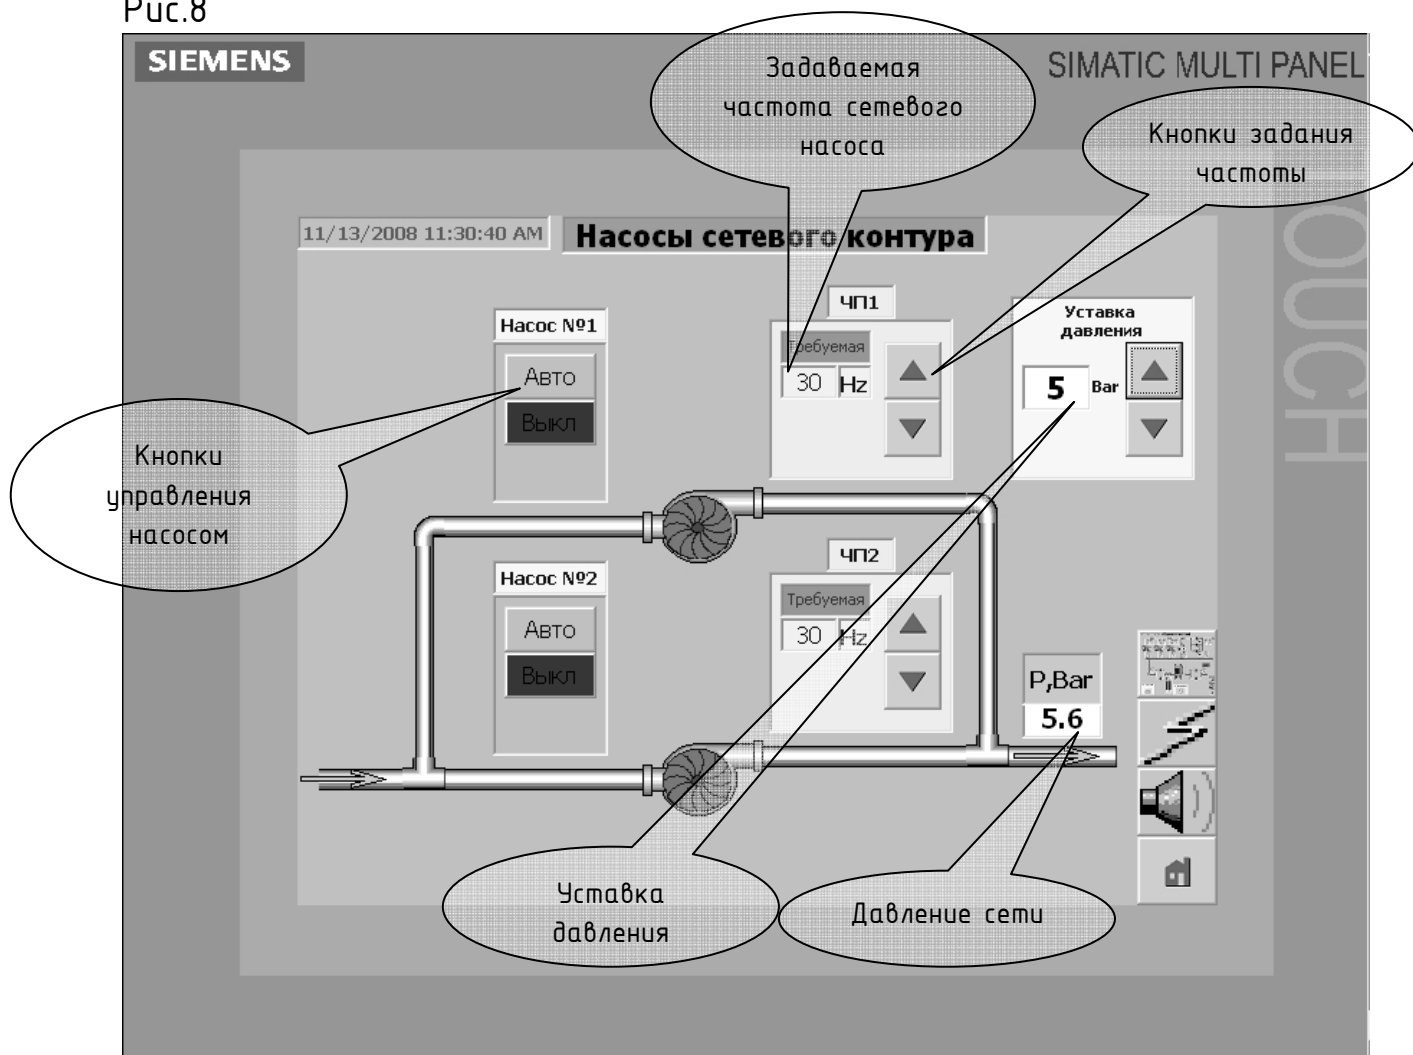 Рис.8
SIEMENS
SIMATIC MULTI PANEL
TOUCH
Задаваемая
частота сетевого
насоса
Кнопки задания
частоты
11/13/2008 11:30:40 AM
Насосы сетевого контура
Насос №1
Авто
Выкл
ЧП1
Требуемая
30 Hz
Уставка
давления
5 Bar
Кнопки
управления
насосом
Насос №2
Авто
Выкл
ЧП2
Требуемая
30 Hz
P,Bar
5.6
Уставка
давления
Давление сети